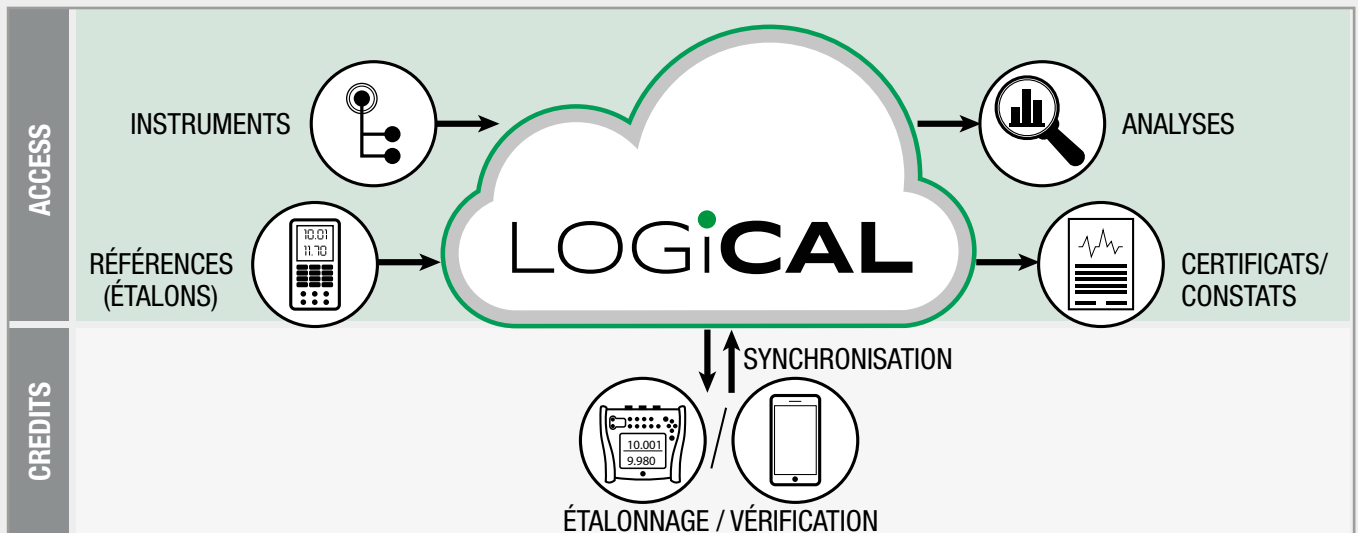 ACCESS
INSTRUMENTS
ANALYSES
RÉFÉRENCES
(ÉTALONS)
10.01
11.70
LOGiCAL
CERTIFICATS/
CONSTATS
CREDITS
SYNCHRONISATION
10.001
9.980
ÉTALONNAGE / VÉRIFICATION